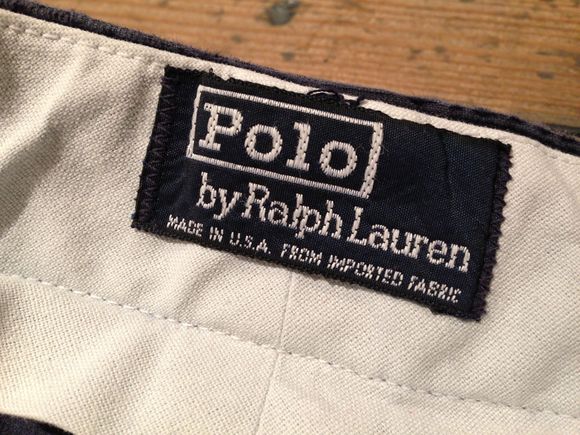 Polo
by Ralph Lauren
MADE IN U.S.A. FROM IMPORTED FABRIC